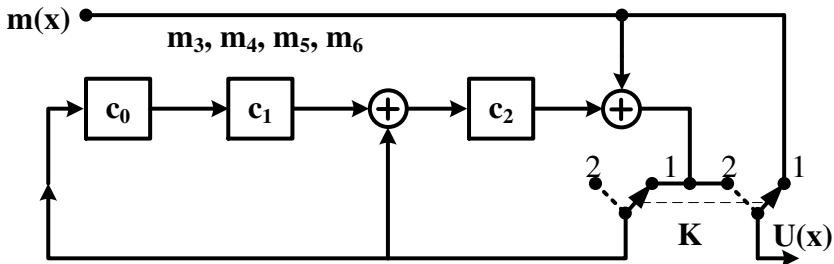 m(x)
m₃, m₄, m₅, m₆
c₀ c₁ + c₂ +
2 1 2 1
K U(x)